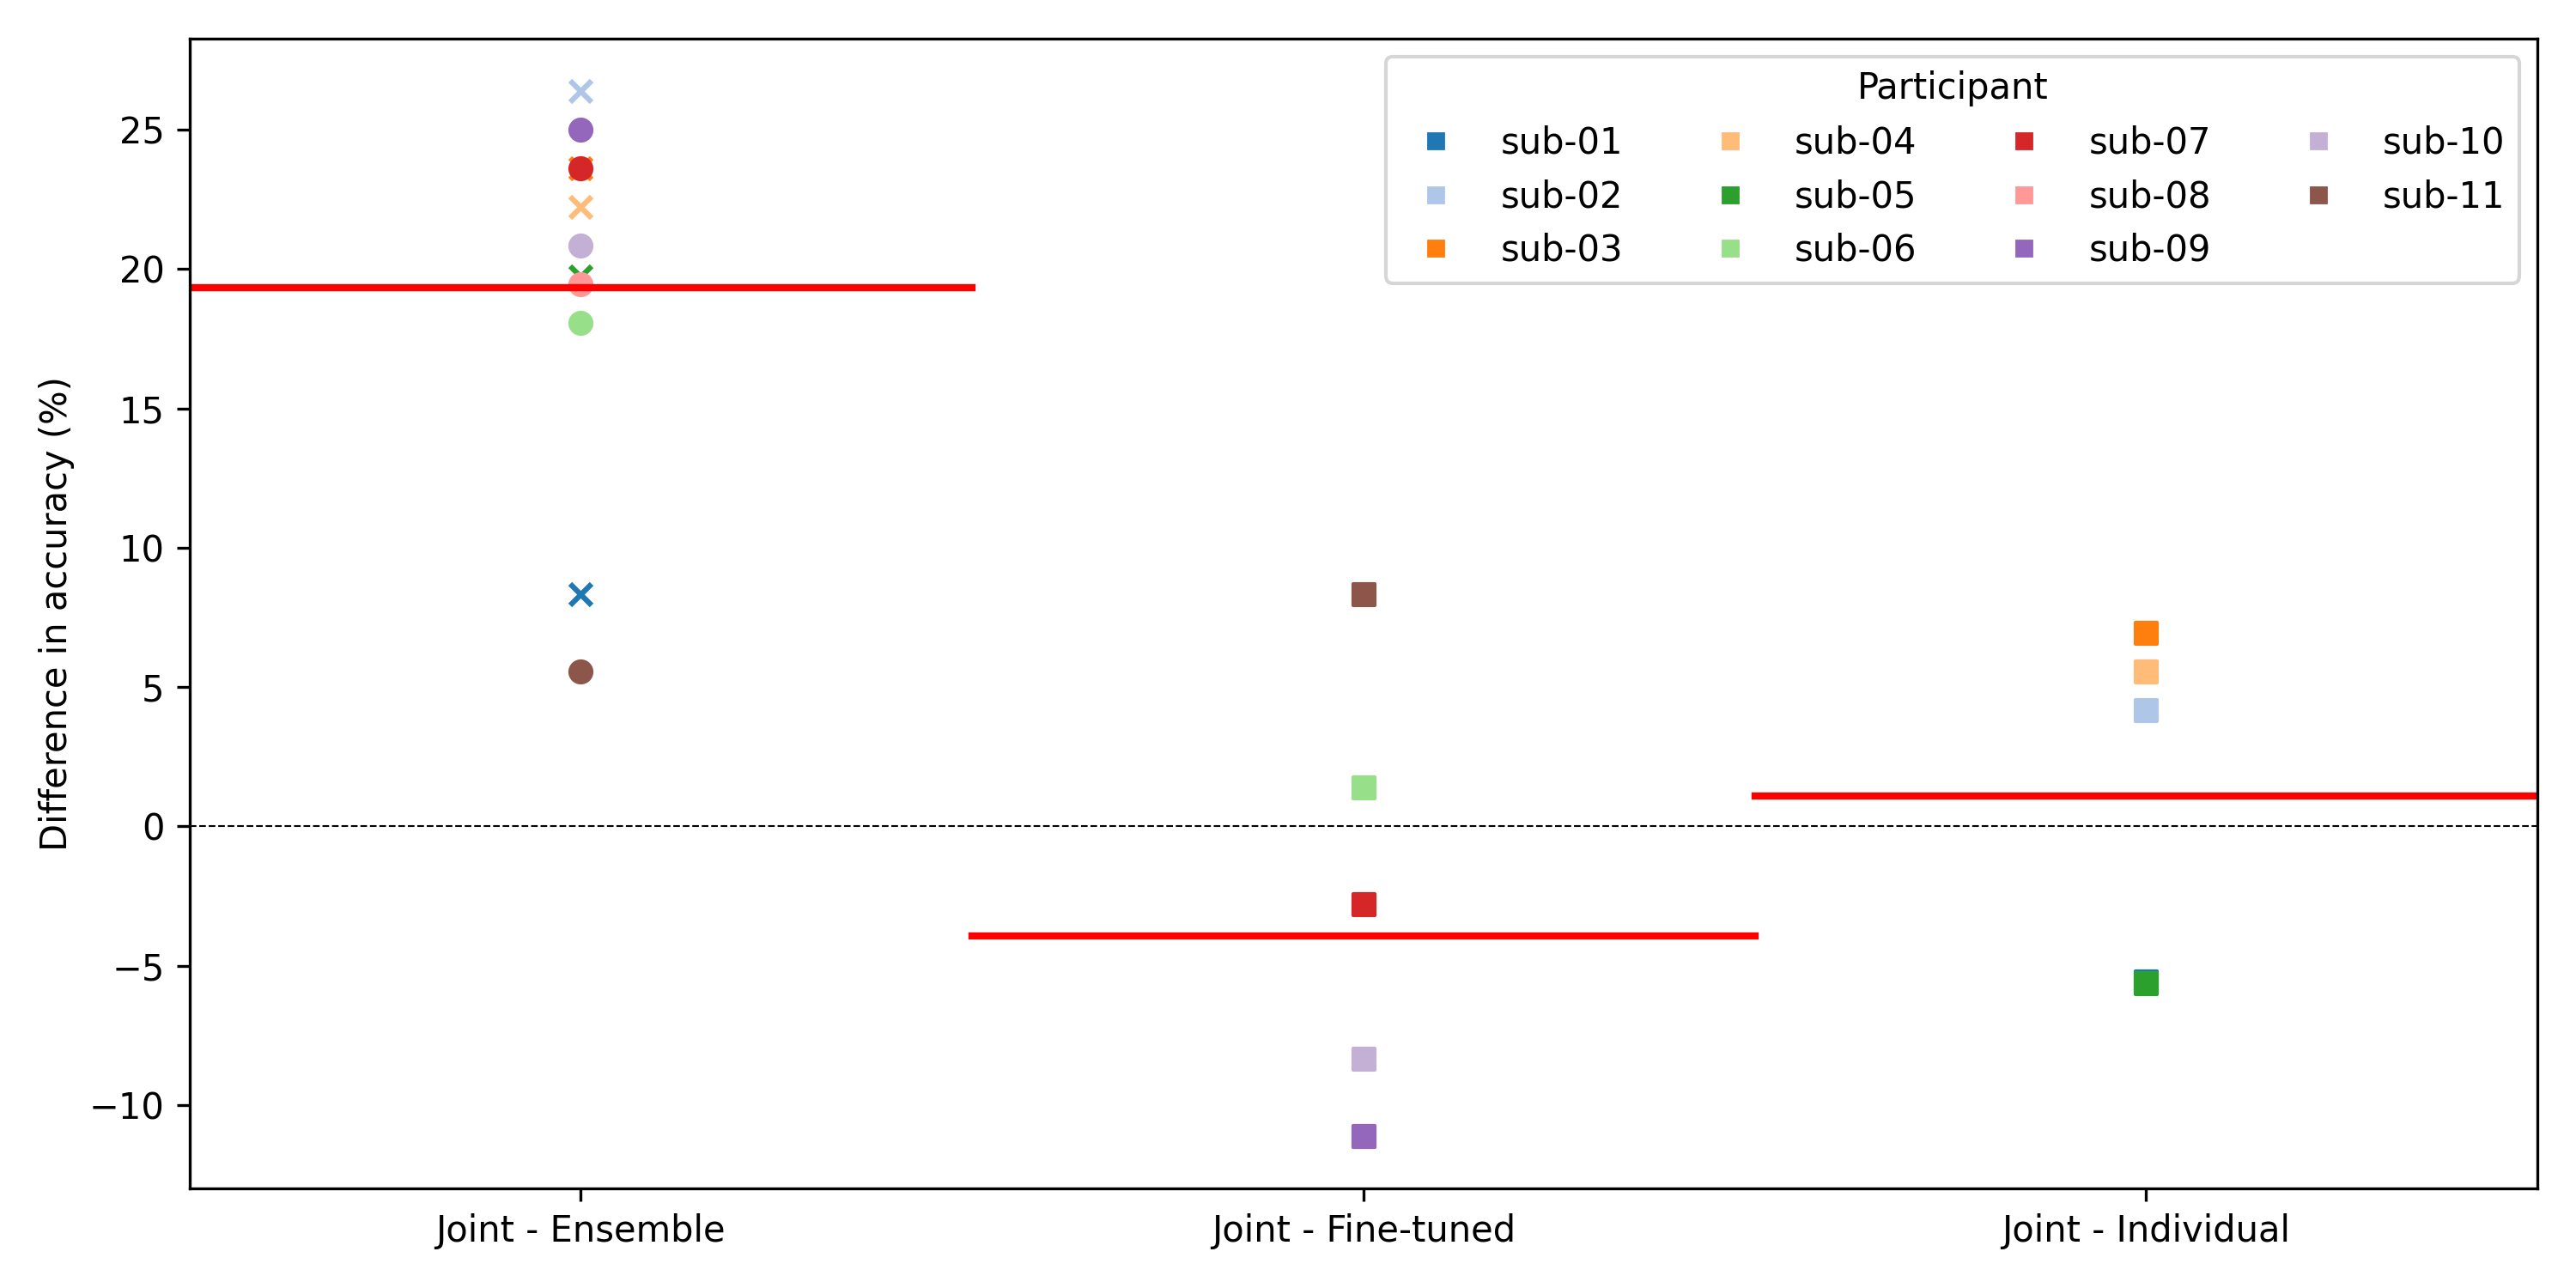 Participant
sub-01 sub-04 sub-07 sub-10
sub-02 sub-05 sub-08 sub-11
sub-03 sub-06 sub-09
Difference in accuracy (%)
25
20
15
10
5
0
−5
−10
Joint - Ensemble Joint - Fine-tuned Joint - Individual